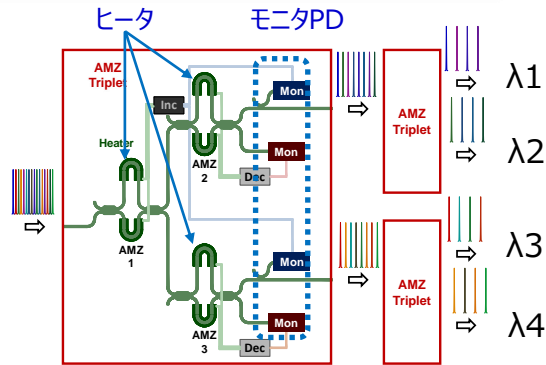 ヒータ
モニタPD
AMZ
Triplet
Inc
Mon
Heater
AMZ
2
Mon
Dec
AMZ
1
Mon
Mon
AMZ
3
Dec
AMZ
Triplet
λ1
λ2
AMZ
Triplet
λ3
λ4